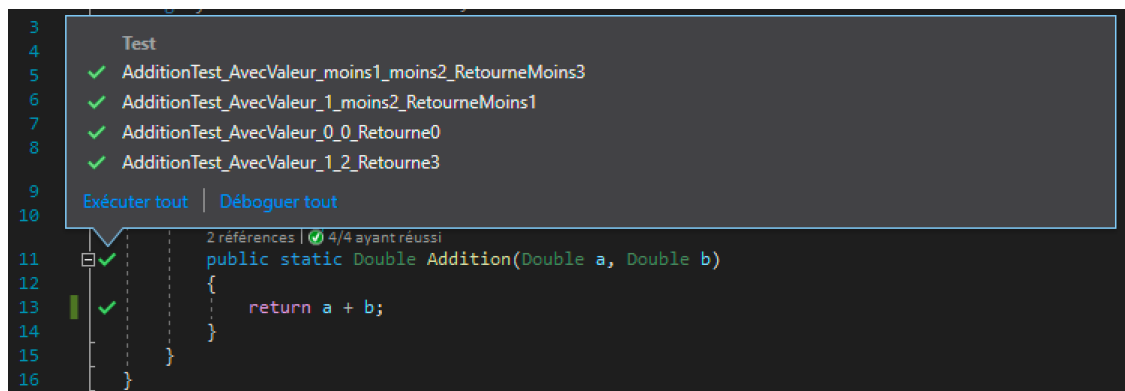 3
4
5
6
7
8
9
10
Test
AdditionTest_AvecValeur_moins1_moins2_RetourneMoins3
AdditionTest_AvecValeur_1_moins2_RetourneMoins1
AdditionTest_AvecValeur_0_0_Retourne0
AdditionTest_AvecValeur_1_2_Retourne3
Exécuter tout | Déboguer tout
2 références | 4/4 ayant réussi
11 public static Double Addition(Double a, Double b)
12 {
13 return a + b;
14 }
15 }
16 }